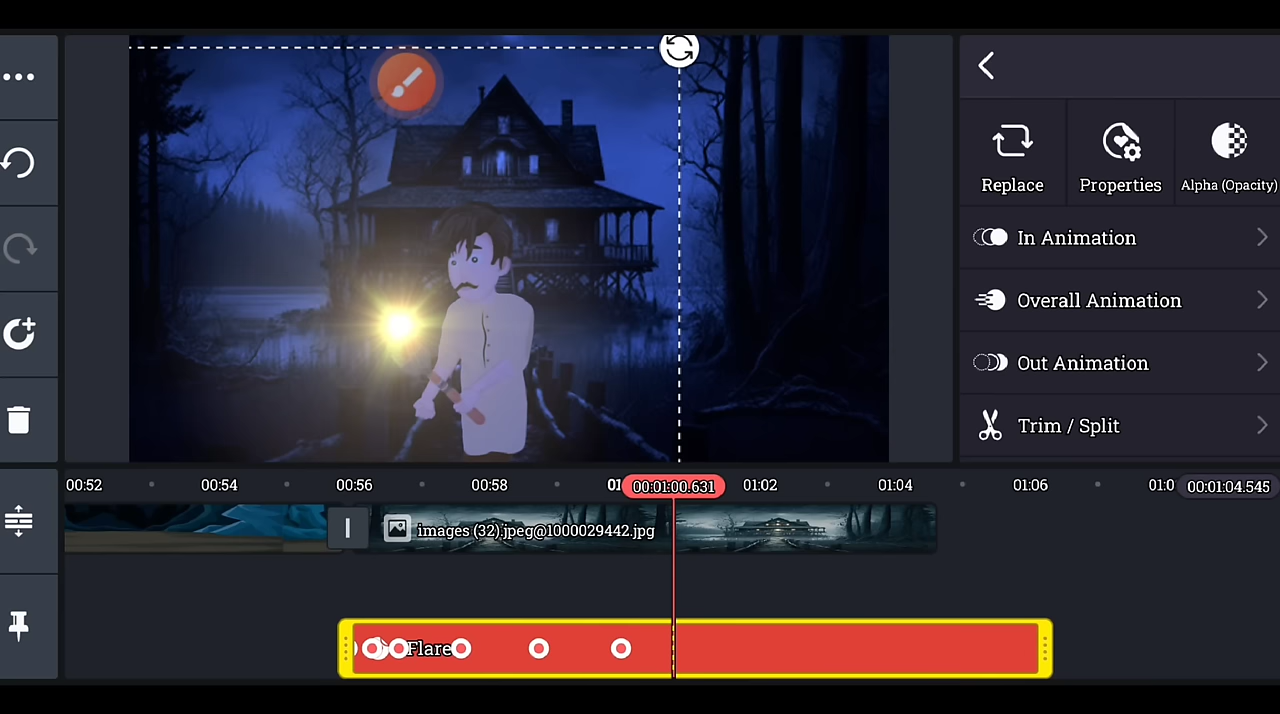 Replace
Properties
Alpha (Opacity)
In Animation
Overall Animation
Out Animation
Trim / Split
00:52
00:54
00:56
00:58
00:01:00.631
01:02
01:04
01:06
00:01:04.545
images (32).jpeg@1000029442.jpg
Flare